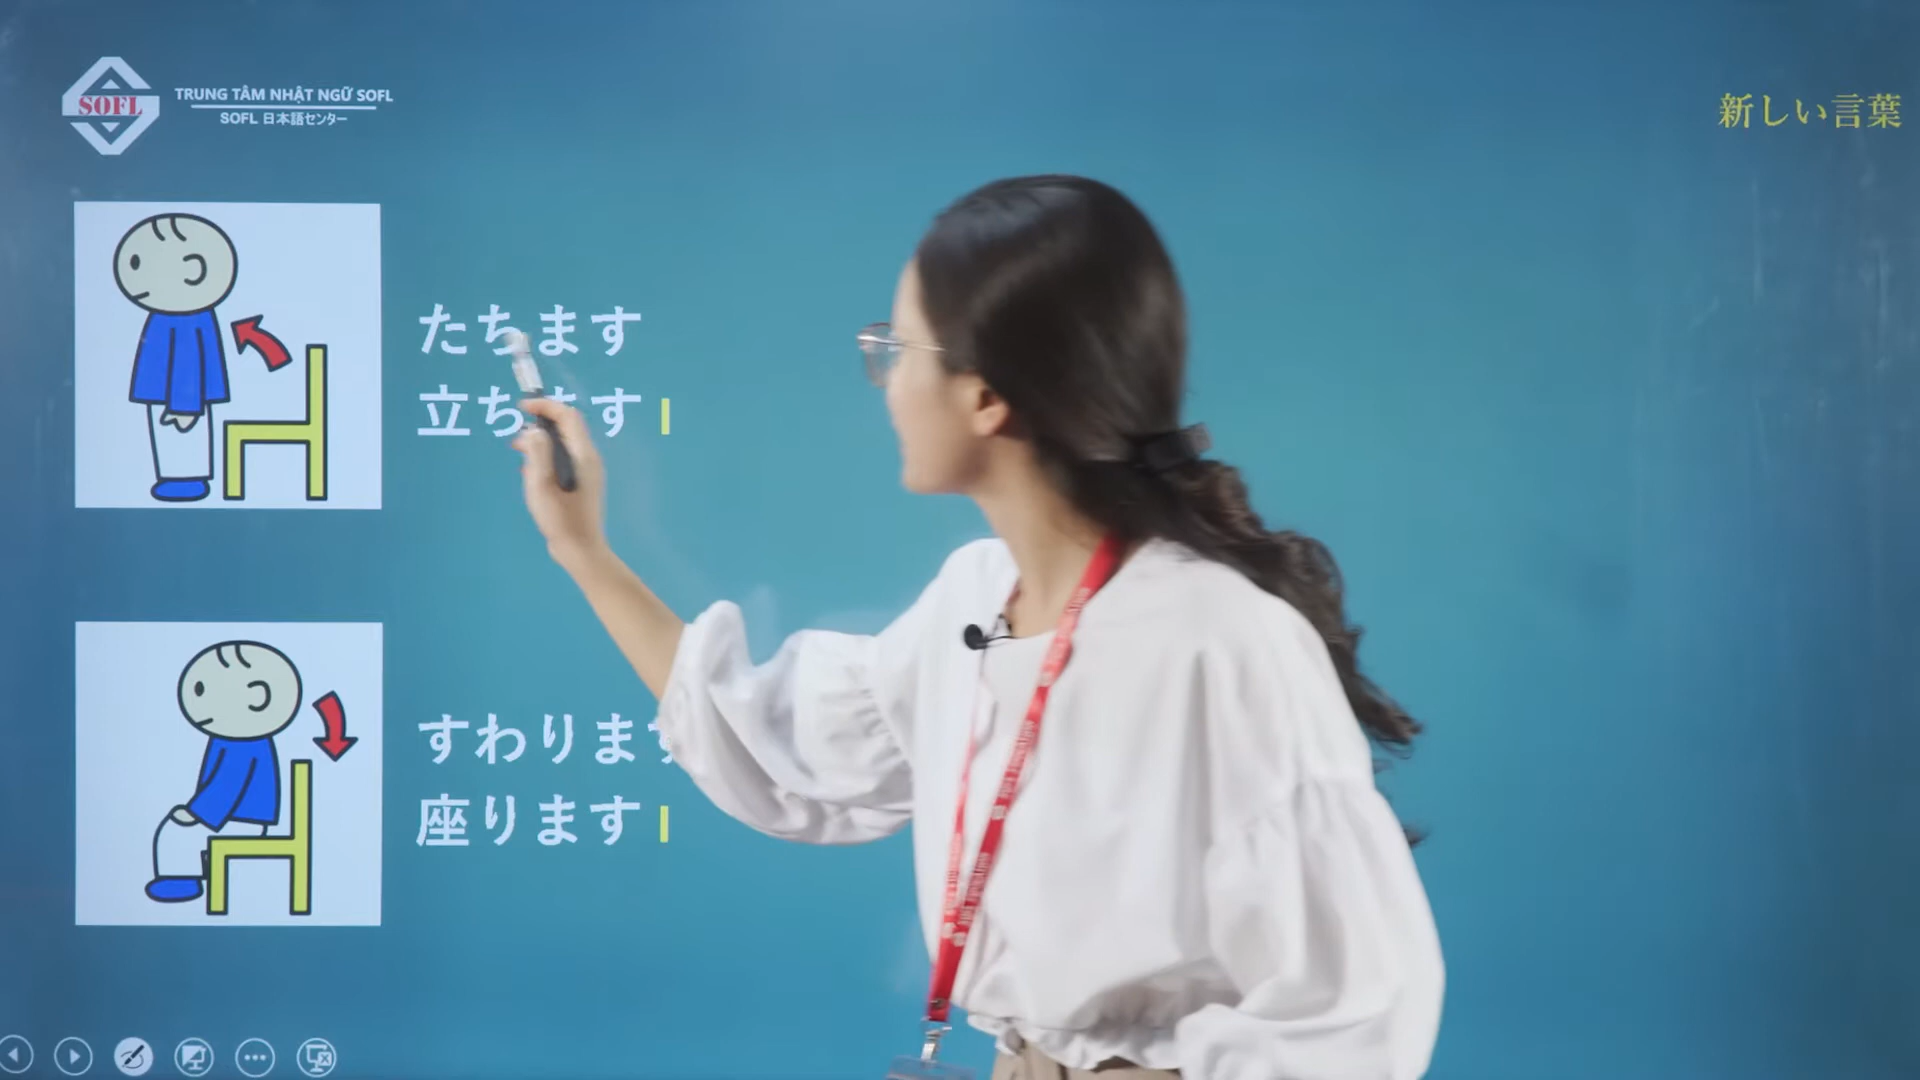 SOFL
TRUNG TÂM NHẬT NGỮ SOFL
SOFL 日本語センター
新しい言葉
たちます
立ちます I
すわります
座ります I